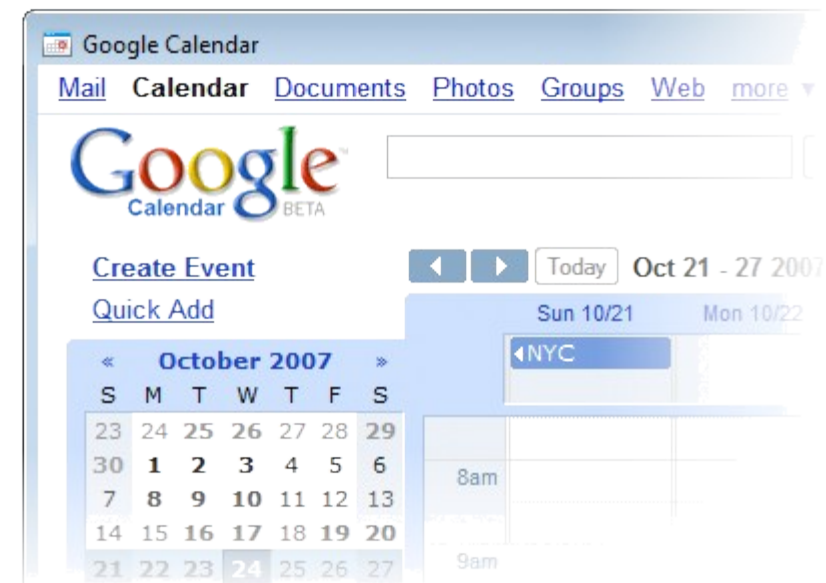 Google Calendar
Mail Calendar Documents Photos Groups Web more ▼
Google™
Calendar BETA
Create Event
Quick Add
Today Oct 21 - 27 2007
Sun 10/21 Mon 10/22
NYC
« October 2007 »
S M T W T F S
23 24 25 26 27 28 29
30 1 2 3 4 5 6
7 8 9 10 11 12 13
14 15 16 17 18 19 20
21 22 23 24 25 26 27
8am
9am